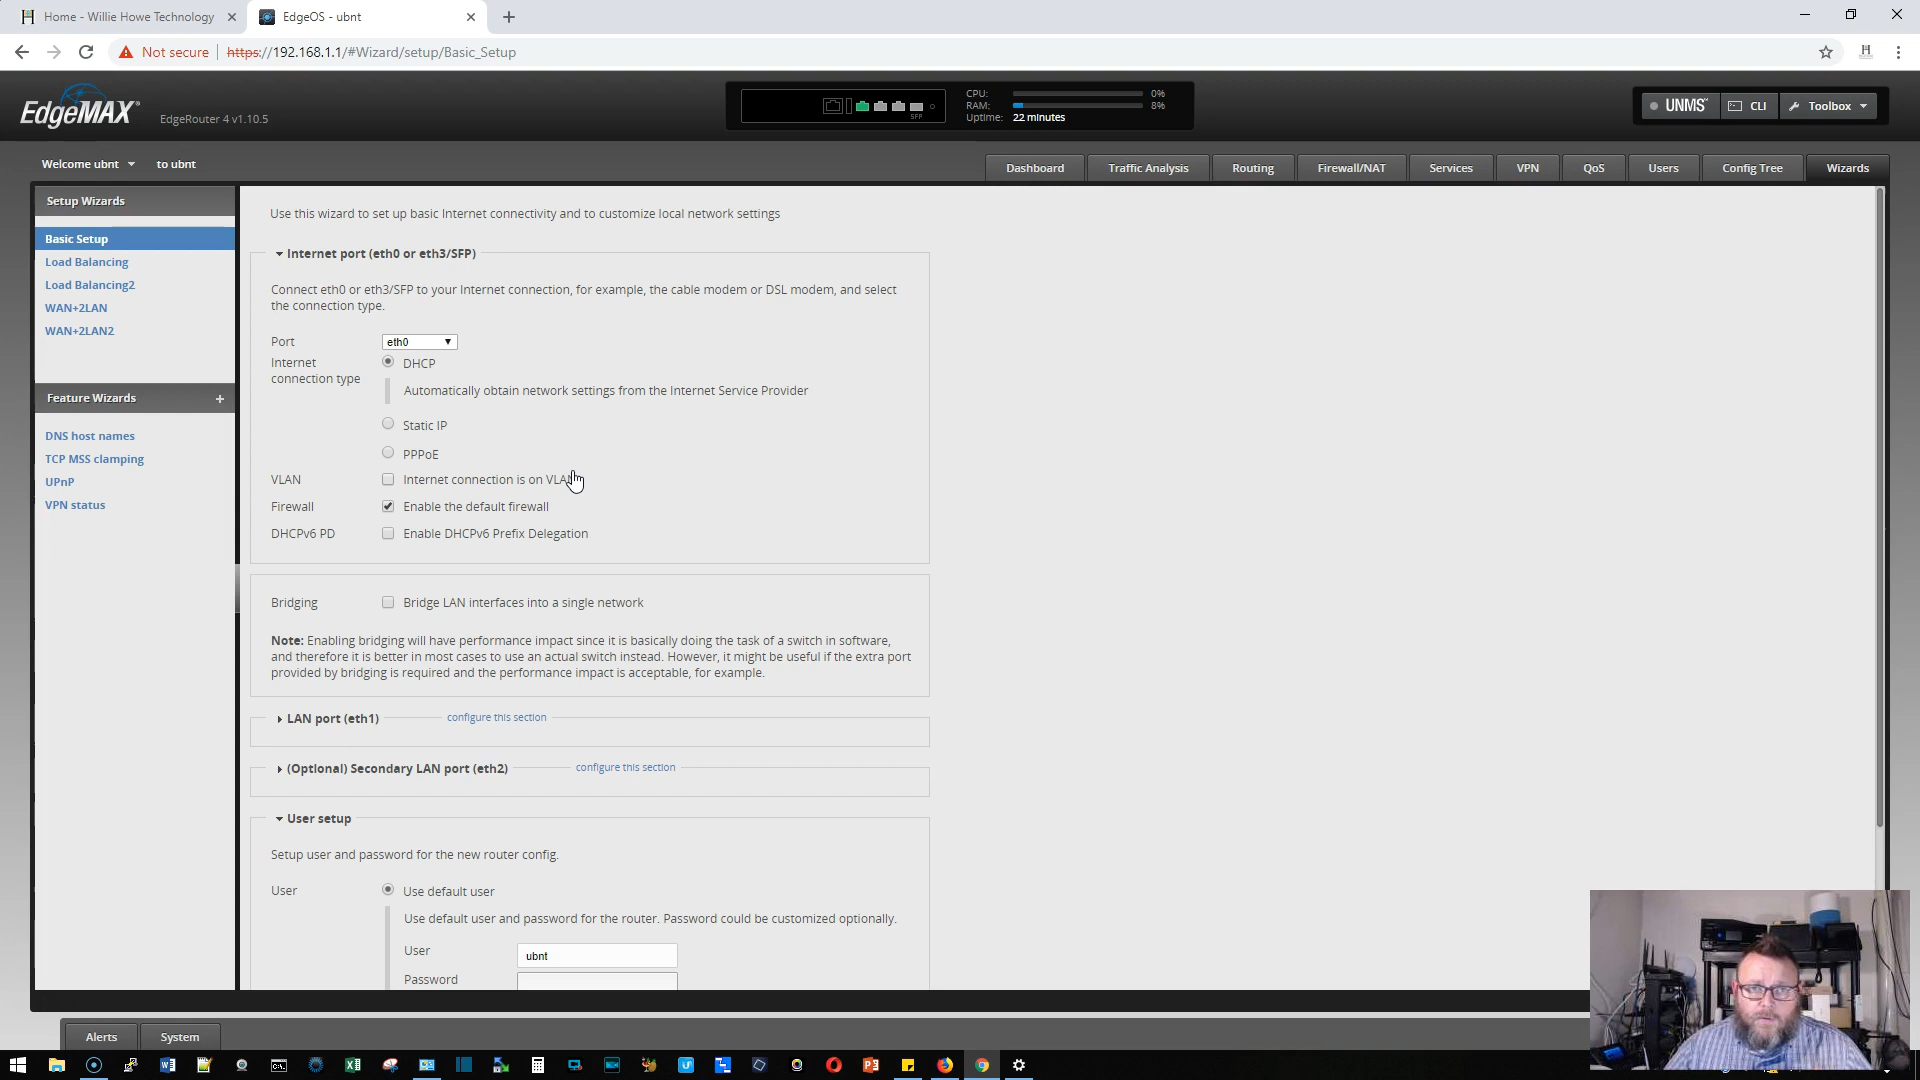 Home - Willie Howe Technology
EdgeOS - ubnt
Not secure
https://192.168.1.1/#Wizard/setup/Basic_Setup
EdgeMAX
EdgeRouter 4 v1.10.5
SFP
CPU: 0%
RAM: 8%
Uptime: 22 minutes
UNMS
CLI
Toolbox
Welcome ubnt
to ubnt
Dashboard
Traffic Analysis
Routing
Firewall/NAT
Services
VPN
QoS
Users
Config Tree
Wizards
Setup Wizards
Basic Setup
Load Balancing
Load Balancing2
WAN+2LAN
WAN+2LAN2
Feature Wizards +
DNS host names
TCP MSS clamping
UPnP
VPN status
Use this wizard to set up basic Internet connectivity and to customize local network settings
Internet port (eth0 or eth3/SFP)
Connect eth0 or eth3/SFP to your Internet connection, for example, the cable modem or DSL modem, and select
the connection type.
Port eth0
Internet
connection type
DHCP
Automatically obtain network settings from the Internet Service Provider
Static IP
PPPoE
VLAN Internet connection is on VLAN
Firewall Enable the default firewall
DHCPv6 PD Enable DHCPv6 Prefix Delegation
Bridging Bridge LAN interfaces into a single network
Note: Enabling bridging will have performance impact since it is basically doing the task of a switch in software,
and therefore it is better in most cases to use an actual switch instead. However, it might be useful if the extra port
provided by bridging is required and the performance impact is acceptable, for example.
LAN port (eth1) configure this section
(Optional) Secondary LAN port (eth2) configure this section
User setup
Setup user and password for the new router config.
User Use default user
Use default user and password for the router. Password could be customized optionally.
User ubnt
Password
Alerts
System